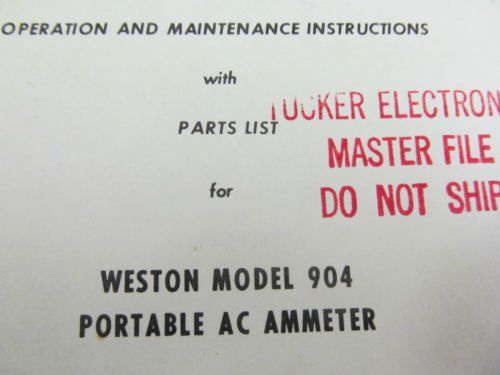 OPERATION AND MAINTENANCE INSTRUCTIONS
with
PARTS LIST
TUCKER ELECTRON
MASTER FILE
DO NOT SHIP
for
WESTON MODEL 904
PORTABLE AC AMMETER